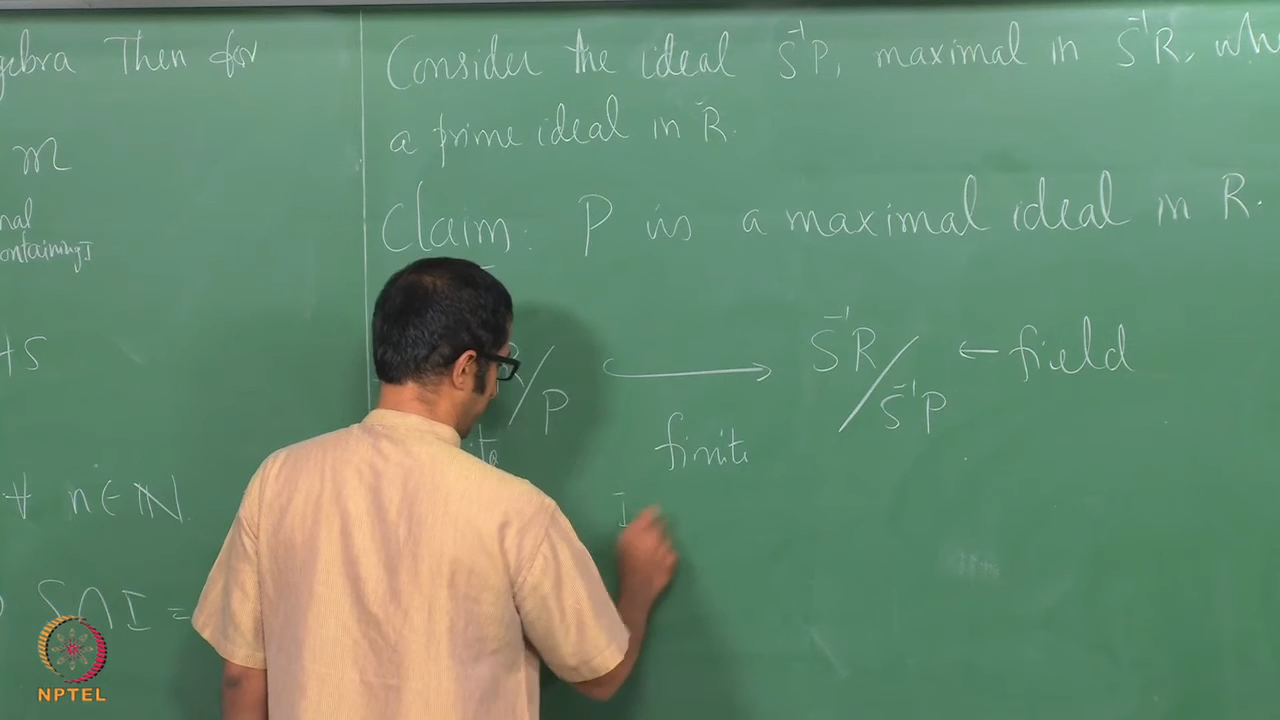 gebra Then for
m
nal
ontaining I
∀ n ∈ ℕ
S ∩ I =
Consider the ideal S⁻¹P, maximal in S⁻¹R, wh
a prime ideal in R.
Claim: P is a maximal ideal in R.
R/P ↪ S⁻¹R/S⁻¹P ← field
finite
I
NPTEL